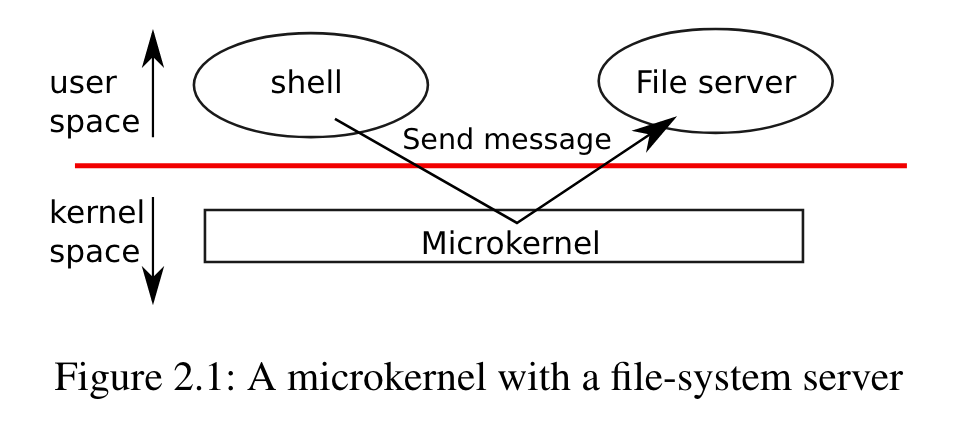 user
space
shell
File server
Send message
kernel
space
Microkernel
Figure 2.1: A microkernel with a file-system server